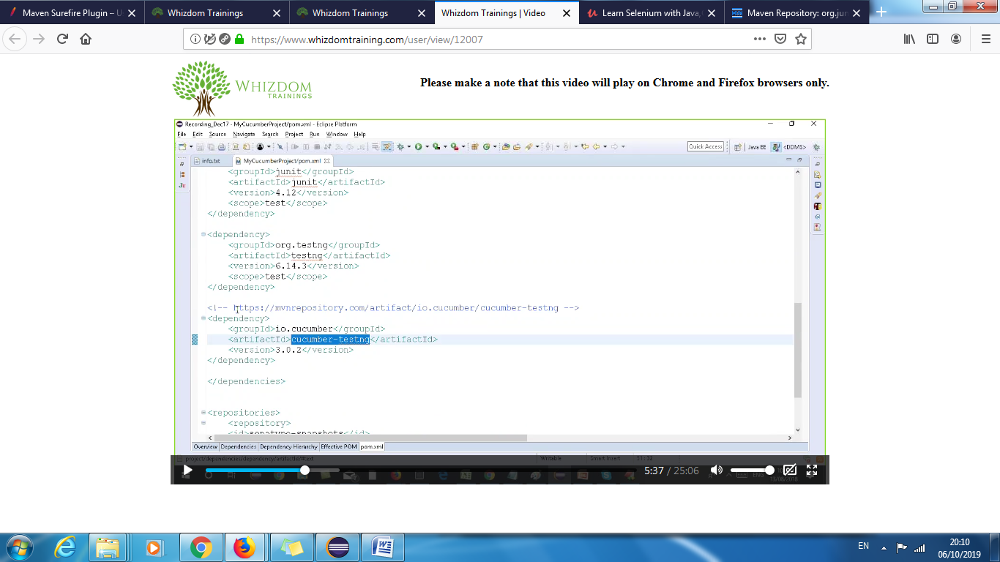 Maven Surefire Plugin – U
Whizdom Trainings
Whizdom Trainings
Whizdom Trainings | Video
Learn Selenium with Java,
Maven Repository: org.jun
https://www.whizdomtraining.com/user/view/12007
WHIZDOM
TRAININGS
Please make a note that this video will play on Chrome and Firefox browsers only.
Recording_Dec17 - MyCucumberProject/pom.xml - Eclipse Platform
File Edit Source Navigate Search Project Run Window Help
Quick Access
Java EE
<DDMS>
info.txt
MyCucumberProject/pom.xml
<groupId>junit</groupId>
<artifactId>junit</artifactId>
<version>4.12</version>
<scope>test</scope>
</dependency>
<dependency>
<groupId>org.testng</groupId>
<artifactId>testng</artifactId>
<version>6.14.3</version>
<scope>test</scope>
</dependency>
<!-- https://mvnrepository.com/artifact/io.cucumber/cucumber-testng -->
<dependency>
<groupId>io.cucumber</groupId>
<artifactId>cucumber-testng</artifactId>
<version>3.0.2</version>
</dependency>
</dependencies>
<repositories>
<repository>
<id>sonatype-snapshots</id>
Overview Dependencies Dependency Hierarchy Effective POM pom.xml
project/dependencies/dependency/artifactId/#text
Writable
Smart Insert
51 : 32
5:37 / 25:06
EN
20:10
06/10/2019